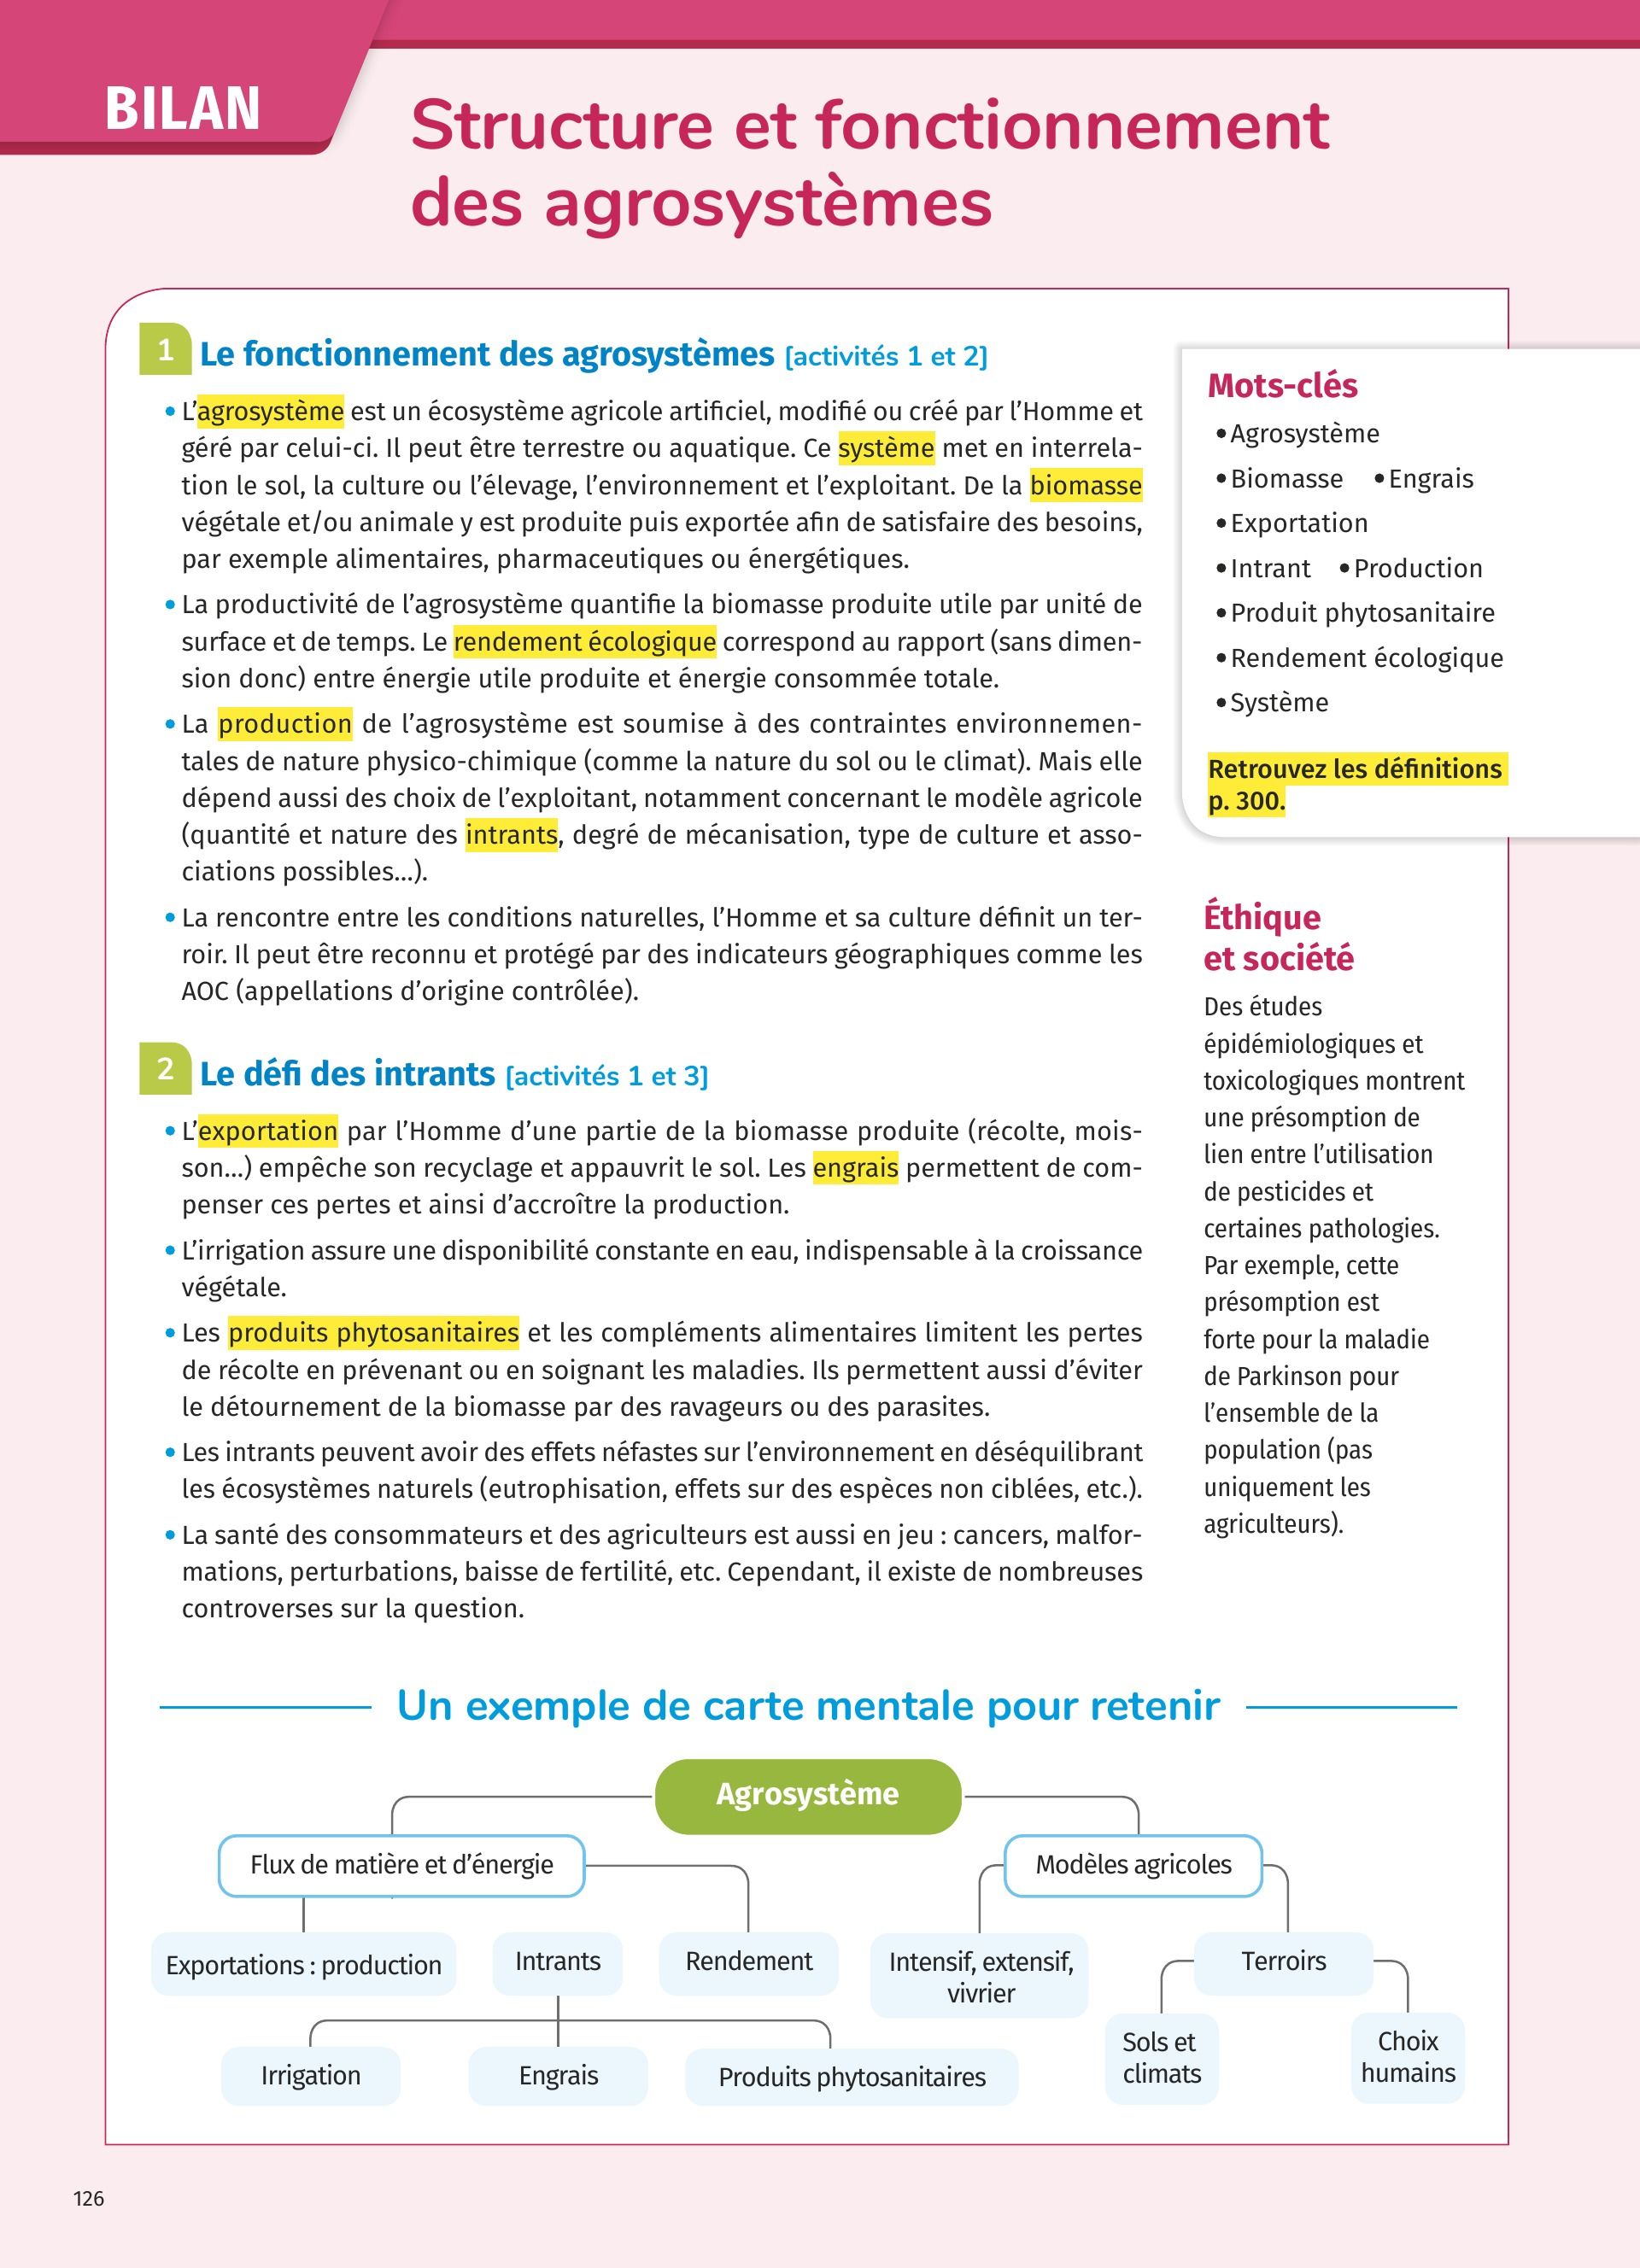 BILAN
Structure et fonctionnement
des agrosystèmes
1 Le fonctionnement des agrosystèmes [activités 1 et 2]
• L’agrosystème est un écosystème agricole artificiel, modifié ou créé par l’Homme et
géré par celui-ci. Il peut être terrestre ou aquatique. Ce système met en interrela-
tion le sol, la culture ou l’élevage, l’environnement et l’exploitant. De la biomasse
végétale et/ou animale y est produite puis exportée afin de satisfaire des besoins,
par exemple alimentaires, pharmaceutiques ou énergétiques.
• La productivité de l’agrosystème quantifie la biomasse produite utile par unité de
surface et de temps. Le rendement écologique correspond au rapport (sans dimen-
sion donc) entre énergie utile produite et énergie consommée totale.
• La production de l’agrosystème est soumise à des contraintes environnemen-
tales de nature physico-chimique (comme la nature du sol ou le climat). Mais elle
dépend aussi des choix de l’exploitant, notamment concernant le modèle agricole
(quantité et nature des intrants, degré de mécanisation, type de culture et asso-
ciations possibles…).
• La rencontre entre les conditions naturelles, l’Homme et sa culture définit un ter-
roir. Il peut être reconnu et protégé par des indicateurs géographiques comme les
AOC (appellations d’origine contrôlée).
2 Le défi des intrants [activités 1 et 3]
• L’exportation par l’Homme d’une partie de la biomasse produite (récolte, mois-
son…) empêche son recyclage et appauvrit le sol. Les engrais permettent de com-
penser ces pertes et ainsi d’accroître la production.
• L’irrigation assure une disponibilité constante en eau, indispensable à la croissance
végétale.
• Les produits phytosanitaires et les compléments alimentaires limitent les pertes
de récolte en prévenant ou en soignant les maladies. Ils permettent aussi d’éviter
le détournement de la biomasse par des ravageurs ou des parasites.
• Les intrants peuvent avoir des effets néfastes sur l’environnement en déséquilibrant
les écosystèmes naturels (eutrophisation, effets sur des espèces non ciblées, etc.).
• La santé des consommateurs et des agriculteurs est aussi en jeu : cancers, malfor-
mations, perturbations, baisse de fertilité, etc. Cependant, il existe de nombreuses
controverses sur la question.
Mots-clés
• Agrosystème
• Biomasse • Engrais
• Exportation
• Intrant • Production
• Produit phytosanitaire
• Rendement écologique
• Système
Retrouvez les définitions
p. 300.
Éthique
et société
Des études
épidémiologiques et
toxicologiques montrent
une présomption de
lien entre l’utilisation
de pesticides et
certaines pathologies.
Par exemple, cette
présomption est
forte pour la maladie
de Parkinson pour
l’ensemble de la
population (pas
uniquement les
agriculteurs).
Un exemple de carte mentale pour retenir
Agrosystème
Flux de matière et d’énergie
Modèles agricoles
Exportations : production
Intrants
Rendement
Intensif, extensif,
vivrier
Terroirs
Irrigation
Engrais
Produits phytosanitaires
Sols et
climats
Choix
humains
126